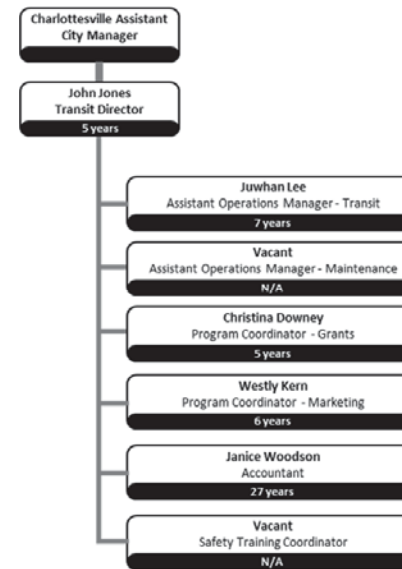 Charlottesville Assistant
City Manager
John Jones
Transit Director
5 years
Juwhan Lee
Assistant Operations Manager - Transit
7 years
Vacant
Assistant Operations Manager - Maintenance
N/A
Christina Downey
Program Coordinator - Grants
5 years
Westly Kern
Program Coordinator - Marketing
6 years
Janice Woodson
Accountant
27 years
Vacant
Safety Training Coordinator
N/A